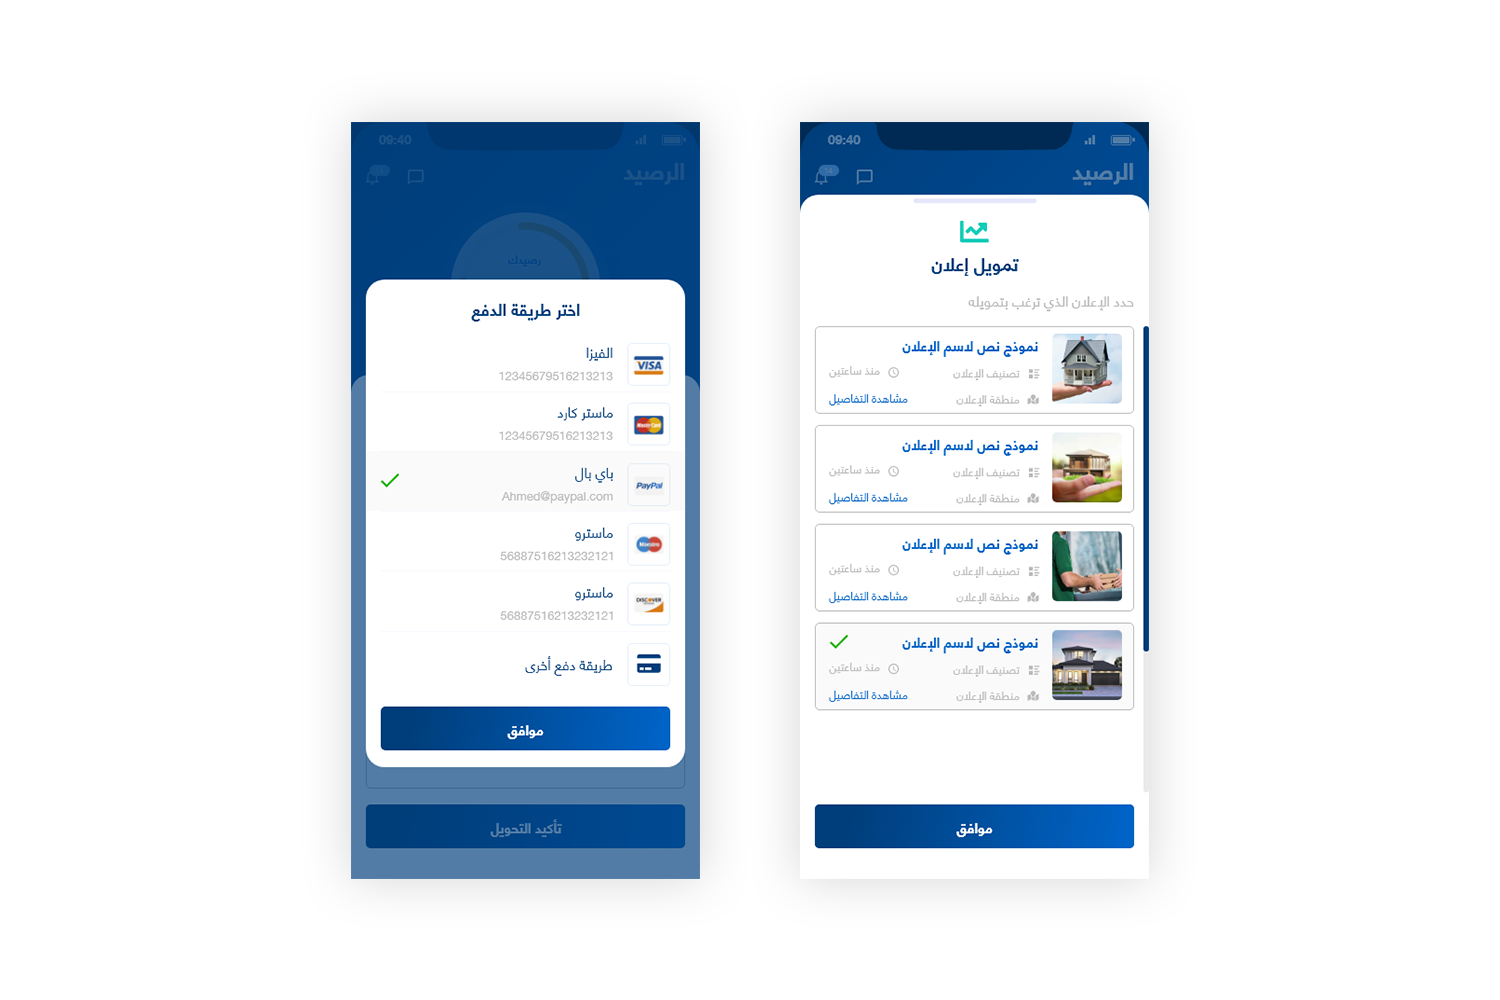 09:40
الرصيد
رصيدك
اختر طريقة الدفع
الفيزا
12345679516213213
VISA
ماستر كارد
12345679516213213
MasterCard
باي بال
Ahmed@paypal.com
PayPal
ماسترو
56887516213232121
Maestro
ماسترو
56887516213232121
DISCOVER
طريقة دفع أخرى
موافق
تأكيد التحويل
09:40
الرصيد
تمويل إعلان
حدد الإعلان الذي ترغب بتمويله
نموذج نص لاسم الإعلان
تصنيف الإعلان
منذ ساعتين
منطقة الإعلان
مشاهدة التفاصيل
نموذج نص لاسم الإعلان
تصنيف الإعلان
منذ ساعتين
منطقة الإعلان
مشاهدة التفاصيل
نموذج نص لاسم الإعلان
تصنيف الإعلان
منذ ساعتين
منطقة الإعلان
مشاهدة التفاصيل
نموذج نص لاسم الإعلان
تصنيف الإعلان
منذ ساعتين
منطقة الإعلان
مشاهدة التفاصيل
موافق